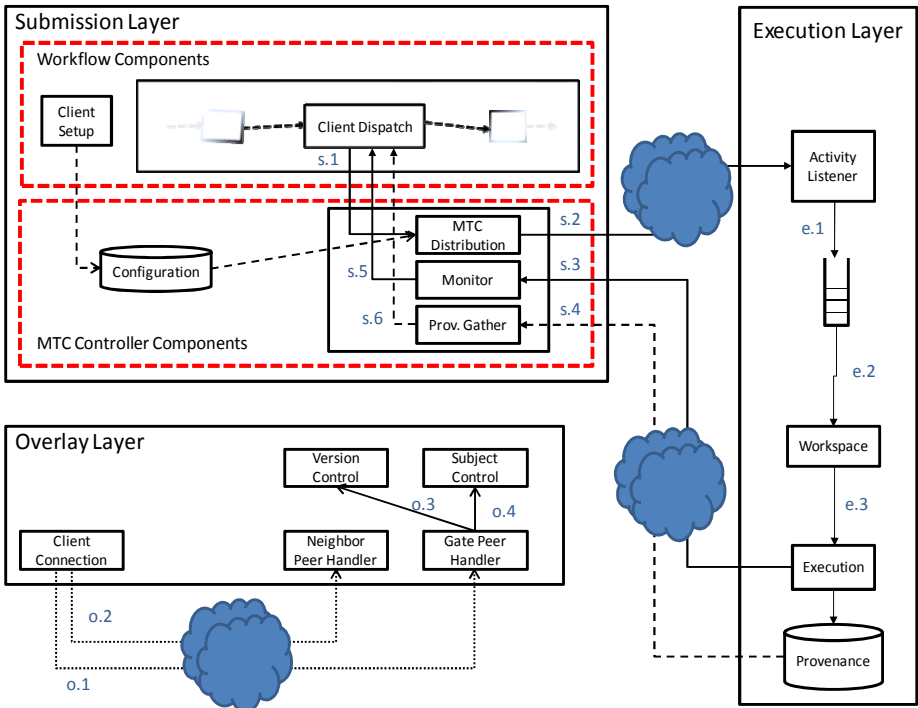 Submission Layer
Workflow Components
Client
Setup
Client Dispatch
s.1
MTC
Distribution
s.2
Configuration
s.5
Monitor
s.3
s.6
Prov. Gather
s.4
MTC Controller Components
Execution Layer
Activity
Listener
e.1
e.2
Workspace
e.3
Execution
Provenance
Overlay Layer
Version
Control
Subject
Control
o.3
o.4
Client
Connection
Neighbor
Peer Handler
Gate Peer
Handler
o.2
o.1